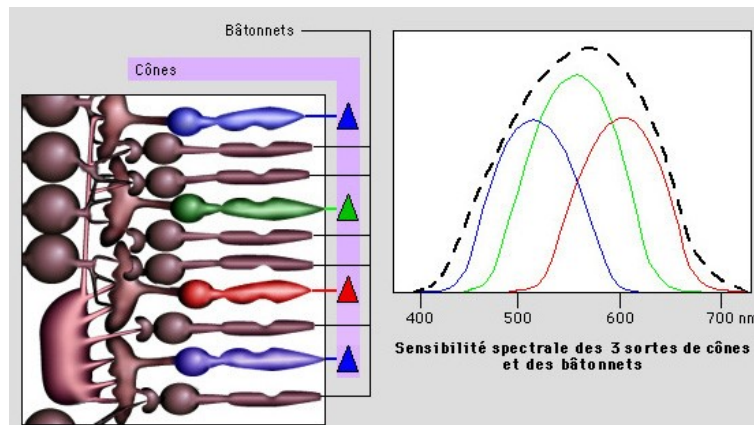 Bâtonnets
Cônes
400 500 600 700 nm
Sensibilité spectrale des 3 sortes de cônes
et des bâtonnets